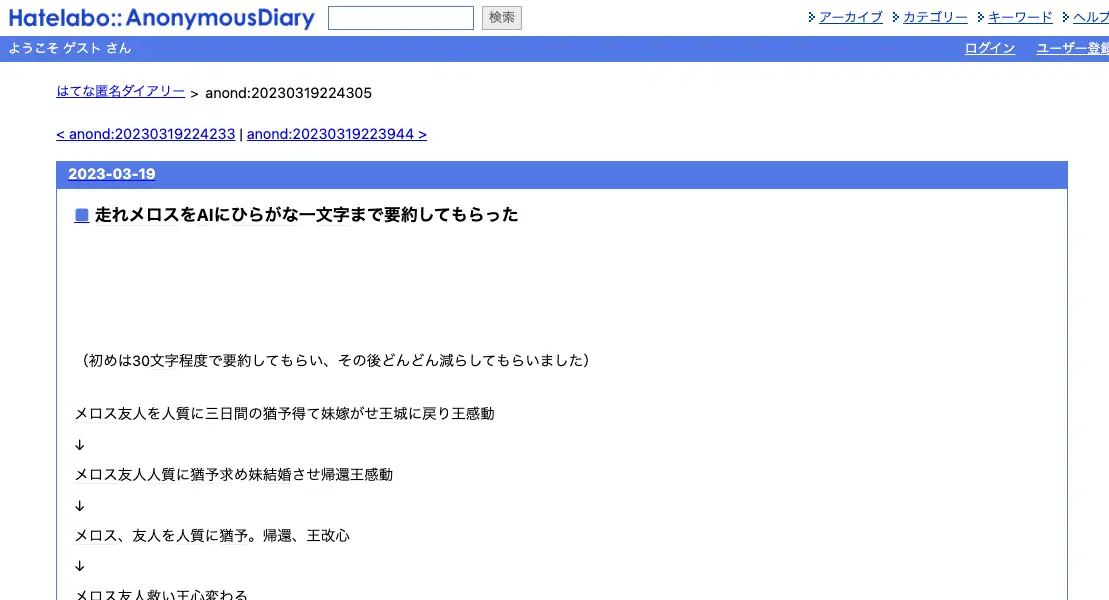 Hatelabo::AnonymousDiary 検索 アーカイブ カテゴリー キーワード ヘルプ
ようこそ ゲスト さん ログイン ユーザー登録
はてな匿名ダイアリー > anond:20230319224305
< anond:20230319224233 | anond:20230319223944 >
2023-03-19
走れメロスをAIにひらがな一文字まで要約してもらった
（初めは30文字程度で要約してもらい、その後どんどん減らしてもらいました）
メロス友人を人質に三日間の猶予得て妹嫁がせ王城に戻り王感動
↓
メロス友人人質に猶予求め妹結婚させ帰還王感動
↓
メロス、友人を人質に猶予。帰還、王改心
↓
メロス友人救い王心変わる